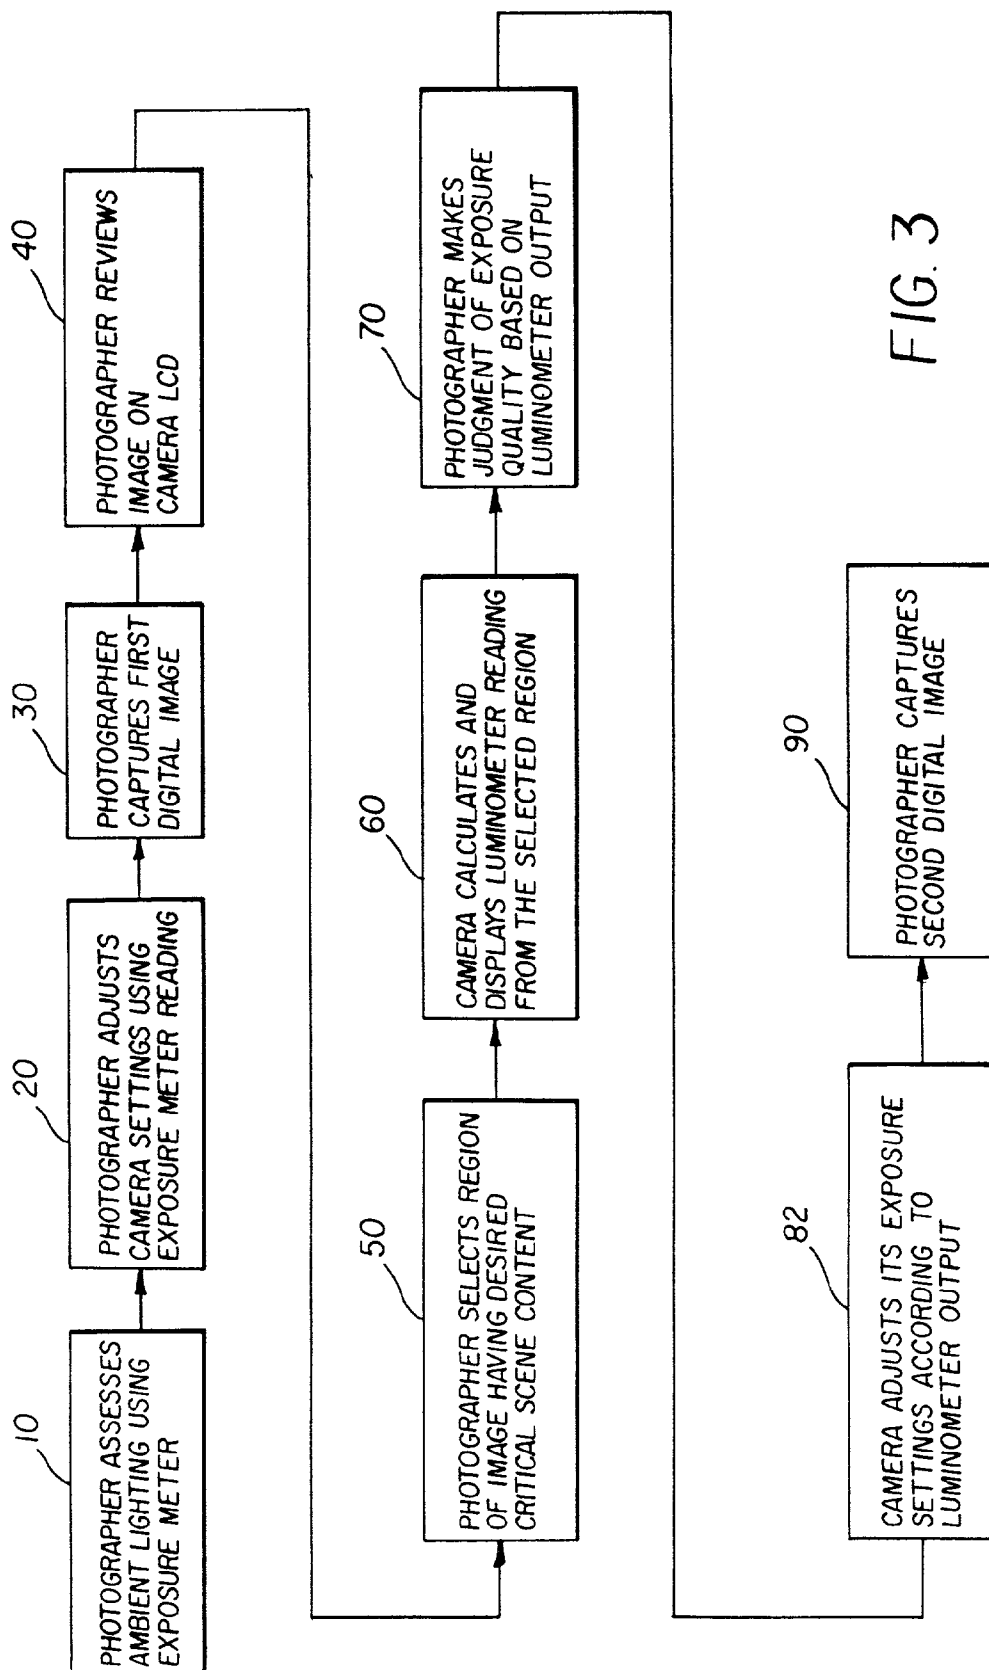 10
PHOTOGRAPHER ASSESSES
AMBIENT LIGHTING USING
EXPOSURE METER
20
PHOTOGRAPHER ADJUSTS
CAMERA SETTINGS USING
EXPOSURE METER READING
30
PHOTOGRAPHER
CAPTURES FIRST
DIGITAL IMAGE
40
PHOTOGRAPHER REVIEWS
IMAGE ON
CAMERA LCD
50
PHOTOGRAPHER SELECTS REGION
OF IMAGE HAVING DESIRED
CRITICAL SCENE CONTENT
60
CAMERA CALCULATES AND
DISPLAYS LUMINOMETER READING
FROM THE SELECTED REGION
70
PHOTOGRAPHER MAKES
JUDGMENT OF EXPOSURE
QUALITY BASED ON
LUMINOMETER OUTPUT
82
CAMERA ADJUSTS ITS EXPOSURE
SETTINGS ACCORDING TO
LUMINOMETER OUTPUT
90
PHOTOGRAPHER CAPTURES
SECOND DIGITAL IMAGE
FIG. 3